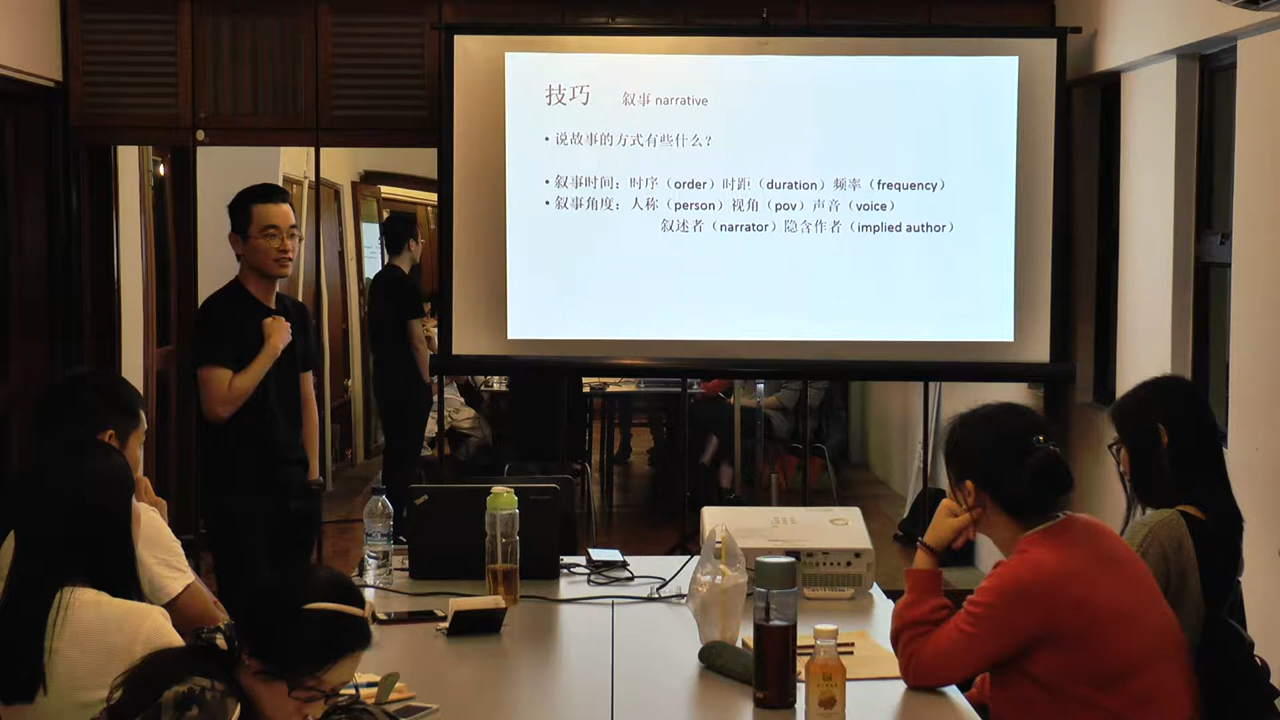 技巧 叙事 narrative
• 说故事的方式有些什么？
• 叙事时间：时序（order）时距（duration）频率（frequency）
• 叙事角度：人称（person）视角（pov）声音（voice）
叙述者（narrator）隐含作者（implied author）